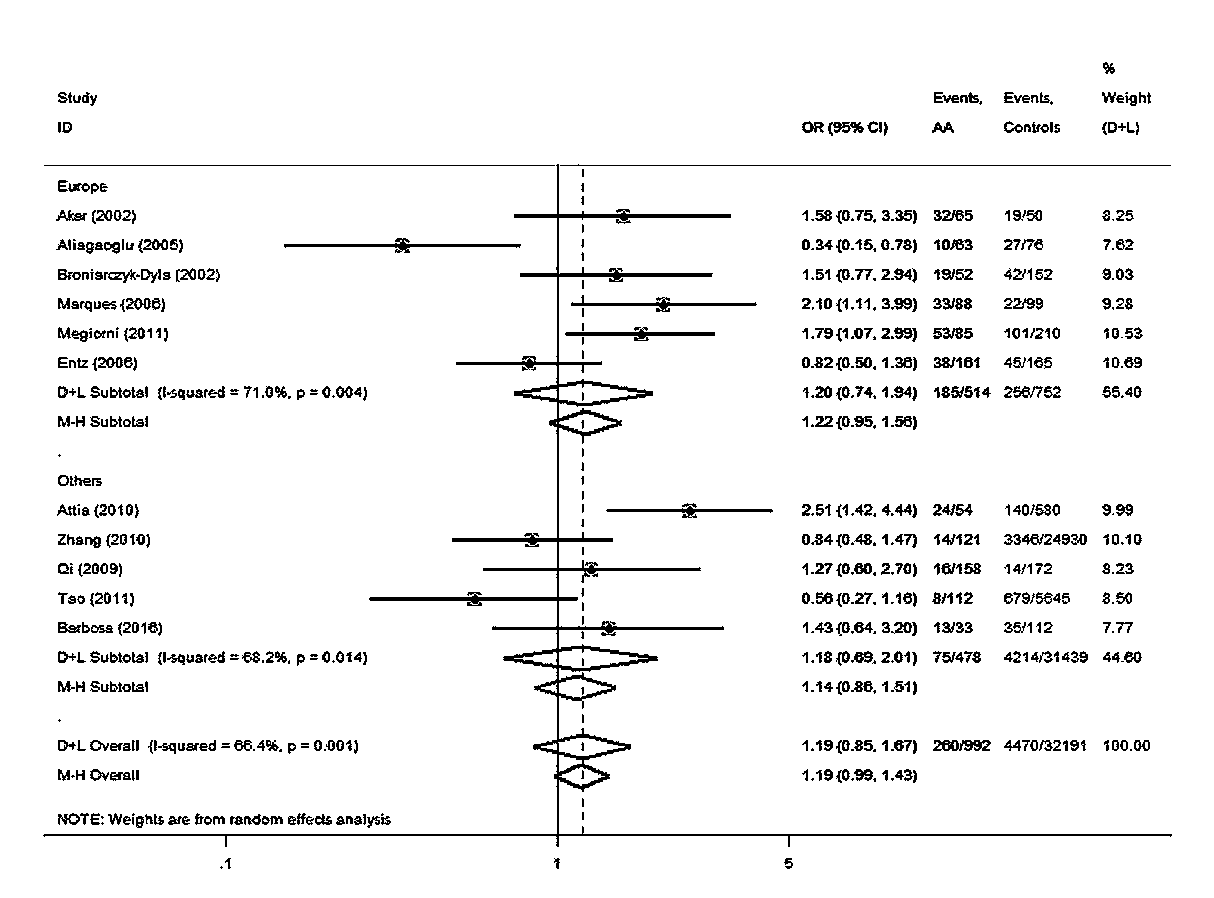 %
Study Events, Events, Weight
ID OR (95% CI) AA Controls (D+L)
Europe
Aker (2002) 1.58 (0.75, 3.35) 32/65 19/50 8.25
Aliagaoglu (2005) 0.34 (0.15, 0.78) 10/63 27/76 7.62
Broniarczyk-Dyla (2002) 1.51 (0.77, 2.94) 19/52 42/152 9.03
Marques (2006) 2.10 (1.11, 3.99) 33/88 22/99 9.28
Megiorni (2011) 1.79 (1.07, 2.99) 53/85 101/210 10.53
Entz (2006) 0.82 (0.50, 1.36) 38/161 45/165 10.69
D+L Subtotal (I-squared = 71.0%, p = 0.004) 1.20 (0.74, 1.94) 185/514 256/752 55.40
M-H Subtotal 1.22 (0.95, 1.56)
.
Others
Attia (2010) 2.51 (1.42, 4.44) 24/54 140/580 9.99
Zhang (2010) 0.84 (0.48, 1.47) 14/121 3346/24930 10.10
Qi (2009) 1.27 (0.60, 2.70) 16/158 14/172 8.23
Tao (2011) 0.56 (0.27, 1.16) 8/112 679/5645 8.50
Barbosa (2016) 1.43 (0.64, 3.20) 13/33 35/112 7.77
D+L Subtotal (I-squared = 68.2%, p = 0.014) 1.18 (0.69, 2.01) 75/478 4214/31439 44.60
M-H Subtotal 1.14 (0.86, 1.51)
.
D+L Overall (I-squared = 66.4%, p = 0.001) 1.19 (0.85, 1.67) 260/992 4470/32191 100.00
M-H Overall 1.19 (0.99, 1.43)
NOTE: Weights are from random effects analysis
.1 1 5